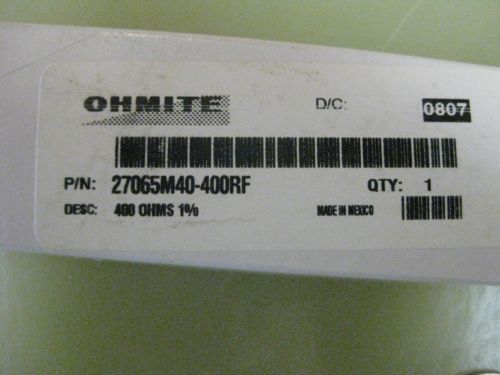 OHMITE D/C: 0807
P/N: 27065M40-400RF QTY: 1
DESC: 400 OHMS 1% MADE IN MEXICO